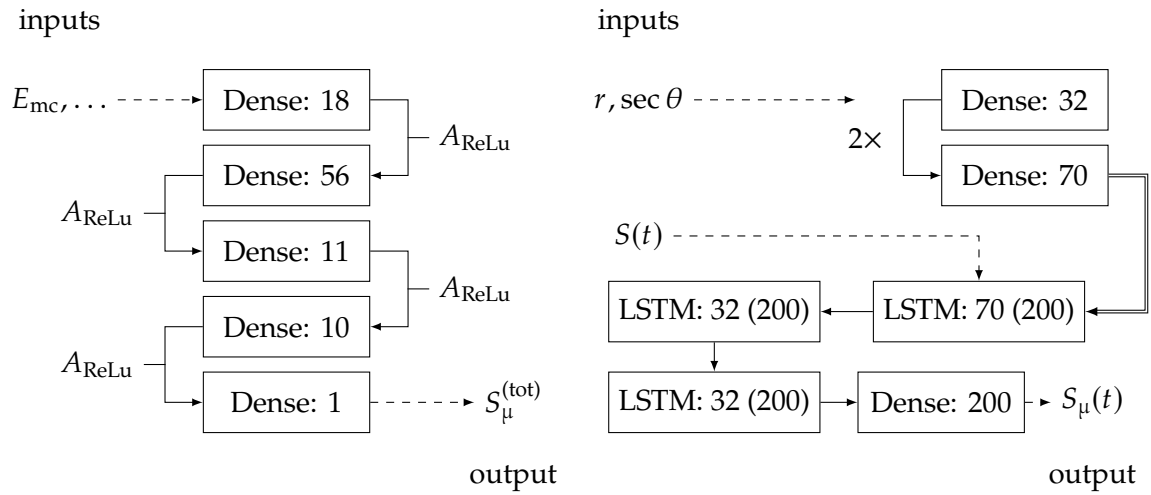 inputs
E_mc, . . .
Dense: 18
A_ReLu
Dense: 56
A_ReLu
Dense: 11
A_ReLu
Dense: 10
A_ReLu
Dense: 1
S_μ^(tot)
output
inputs
r, sec θ
Dense: 32
2×
Dense: 70
S(t)
LSTM: 32 (200)
LSTM: 70 (200)
LSTM: 32 (200)
Dense: 200
S_μ(t)
output